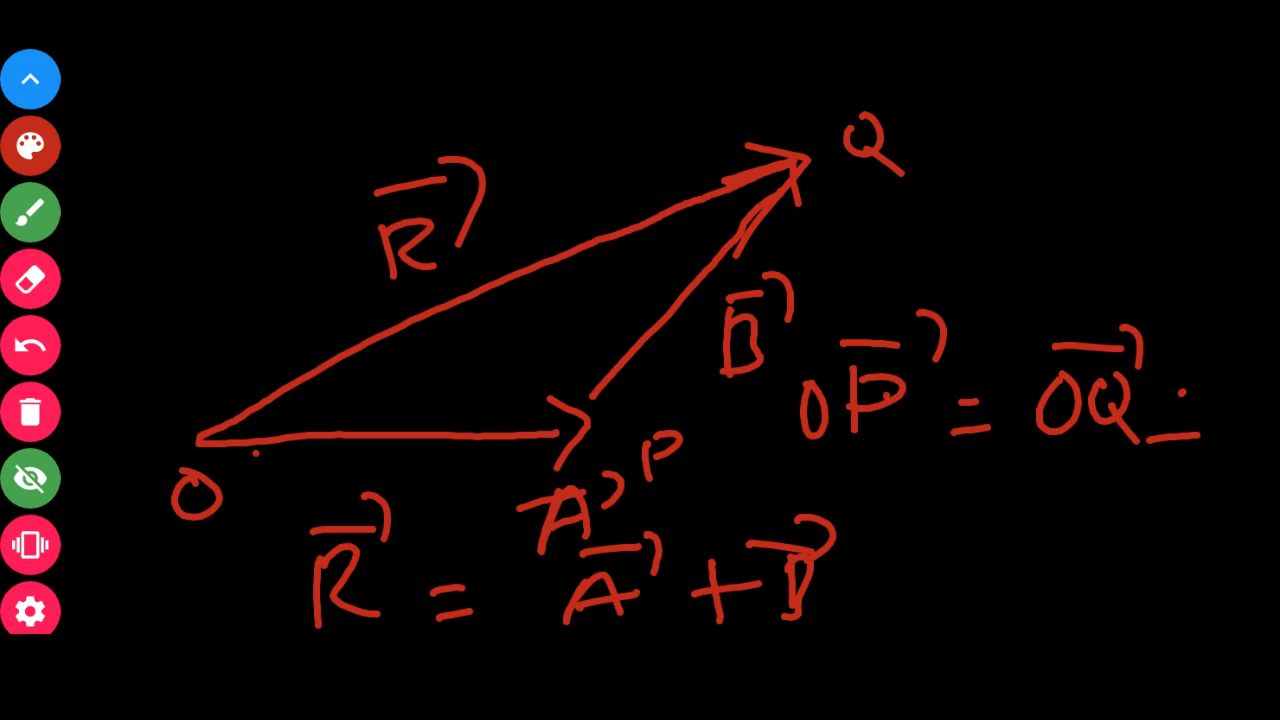 Q
R⃗
B⃗
OP⃗ = OQ⃗
P
O
A⃗
R⃗ = A⃗ +